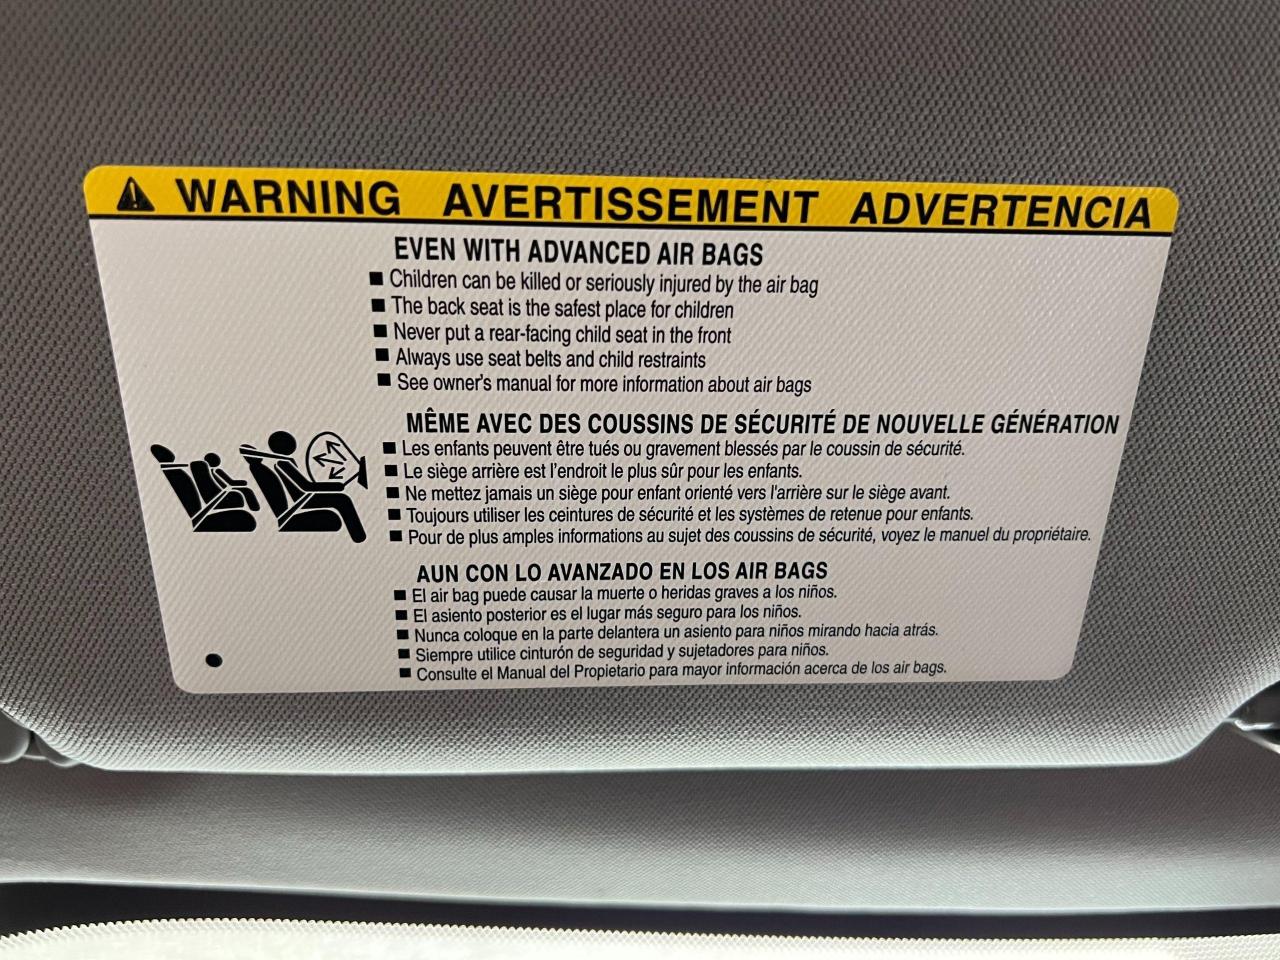 WARNING AVERTISSEMENT ADVERTENCIA
EVEN WITH ADVANCED AIR BAGS
■ Children can be killed or seriously injured by the air bag
■ The back seat is the safest place for children
■ Never put a rear-facing child seat in the front
■ Always use seat belts and child restraints
■ See owner's manual for more information about air bags
MÊME AVEC DES COUSSINS DE SÉCURITÉ DE NOUVELLE GÉNÉRATION
■ Les enfants peuvent être tués ou gravement blessés par le coussin de sécurité.
■ Le siège arrière est l'endroit le plus sûr pour les enfants.
■ Ne mettez jamais un siège pour enfant orienté vers l'arrière sur le siège avant.
■ Toujours utiliser les ceintures de sécurité et les systèmes de retenue pour enfants.
■ Pour de plus amples informations au sujet des coussins de sécurité, voyez le manuel du propriétaire.
AUN CON LO AVANZADO EN LOS AIR BAGS
■ El air bag puede causar la muerte o heridas graves a los niños.
■ El asiento posterior es el lugar más seguro para los niños.
■ Nunca coloque en la parte delantera un asiento para niños mirando hacia atrás.
■ Siempre utilice cinturón de seguridad y sujetadores para niños.
■ Consulte el Manual del Propietario para mayor información acerca de los air bags.